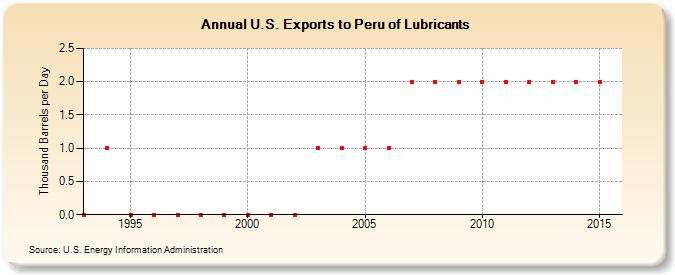 Annual U.S. Exports to Peru of Lubricants
Thousand Barrels per Day
2.5
2.0
1.5
1.0
0.5
0.0
1995 2000 2005 2010 2015
Source: U.S. Energy Information Administration